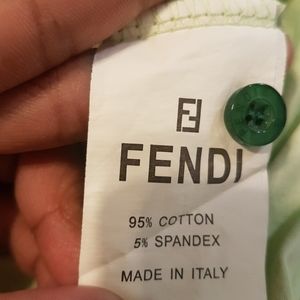 FENDI
95% COTTON
5% SPANDEX
MADE IN ITALY